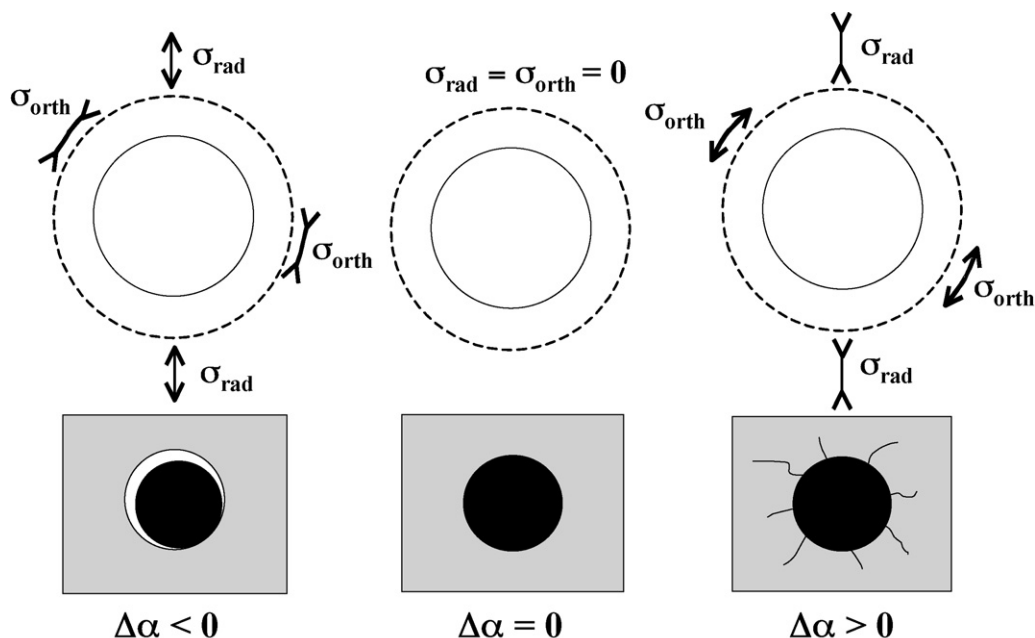 σrad
σorth
σorth
σrad
Δα < 0
σrad = σorth = 0
Δα = 0
σrad
σorth
σorth
σrad
Δα > 0